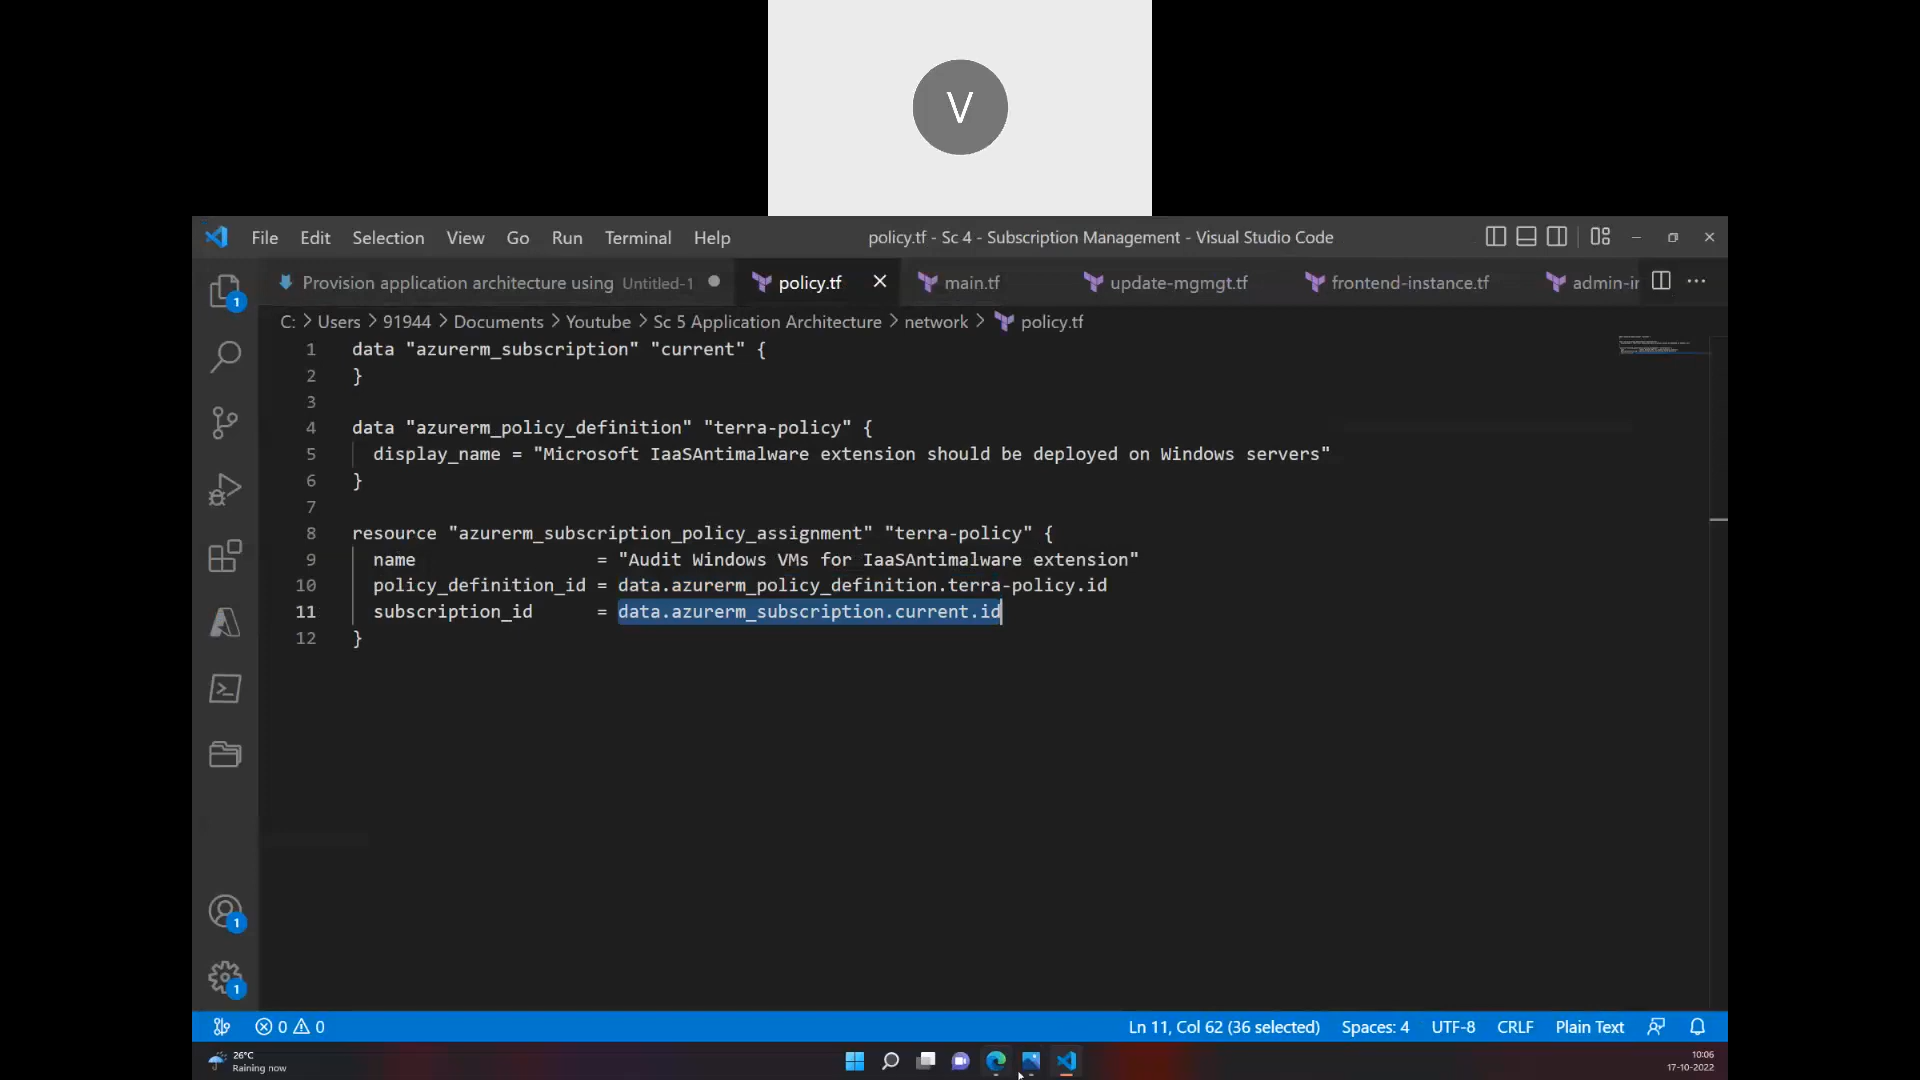 V
File Edit Selection View Go Run Terminal Help policy.tf - Sc 4 - Subscription Management - Visual Studio Code
Provision application architecture using Untitled-1 policy.tf main.tf update-mgmgt.tf frontend-instance.tf admin-ir
C: > Users > 91944 > Documents > Youtube > Sc 5 Application Architecture > network > policy.tf
1 data "azurerm_subscription" "current" {
2 }
3
4 data "azurerm_policy_definition" "terra-policy" {
5 display_name = "Microsoft IaaSAntimalware extension should be deployed on Windows servers"
6 }
7
8 resource "azurerm_subscription_policy_assignment" "terra-policy" {
9 name = "Audit Windows VMs for IaaSAntimalware extension"
10 policy_definition_id = data.azurerm_policy_definition.terra-policy.id
11 subscription_id = data.azurerm_subscription.current.id
12 }
1
1
1
0 0 Ln 11, Col 62 (36 selected) Spaces: 4 UTF-8 CRLF Plain Text
26°C
Raining now
10:06
17-10-2022